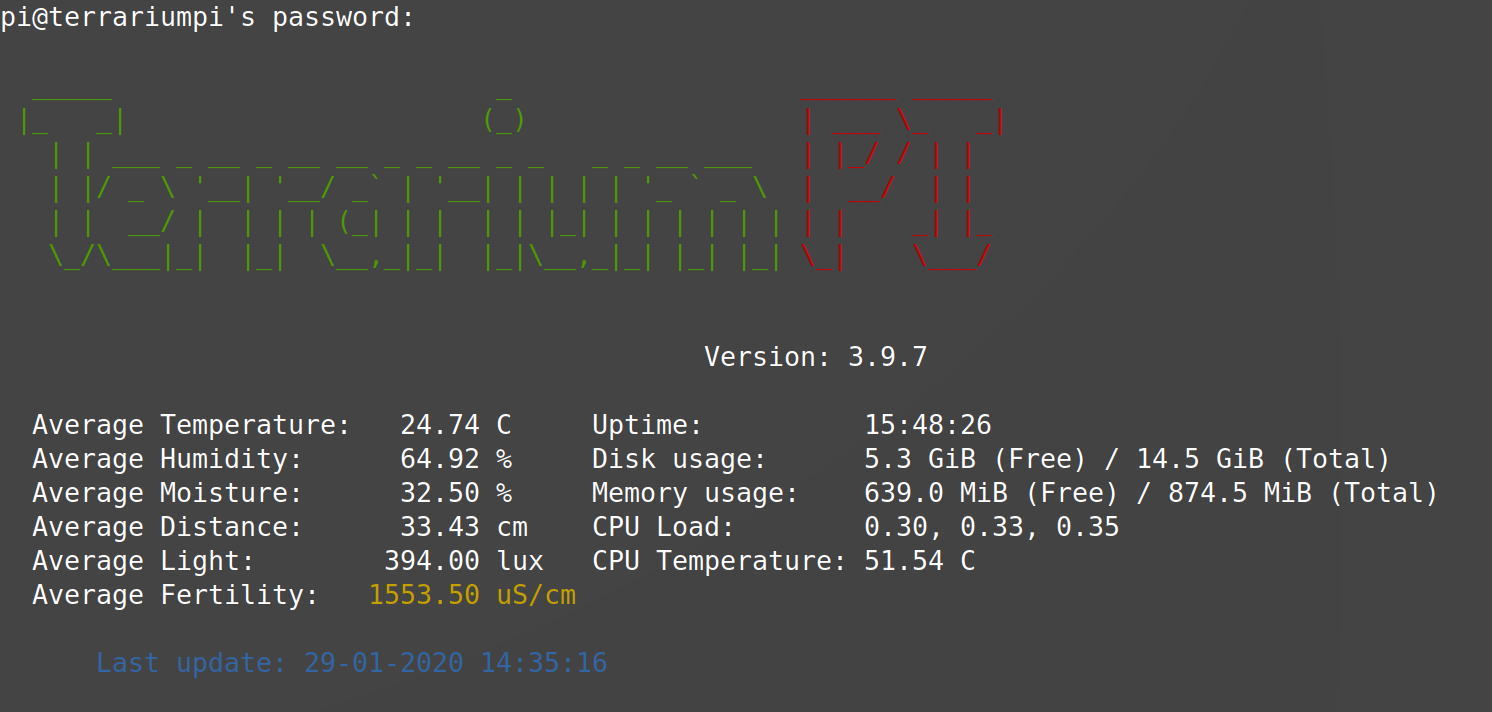 pi@terrariumpi's password:
TerrariumPI
Version: 3.9.7
Average Temperature: 24.74 C Uptime: 15:48:26
Average Humidity: 64.92 % Disk usage: 5.3 GiB (Free) / 14.5 GiB (Total)
Average Moisture: 32.50 % Memory usage: 639.0 MiB (Free) / 874.5 MiB (Total)
Average Distance: 33.43 cm CPU Load: 0.30, 0.33, 0.35
Average Light: 394.00 lux CPU Temperature: 51.54 C
Average Fertility: 1553.50 uS/cm
Last update: 29-01-2020 14:35:16